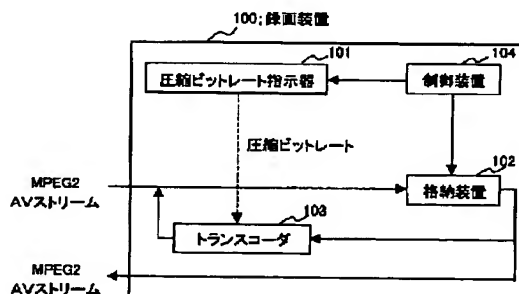 100;録画装置
101
104
圧縮ビットレート指示器
制御装置
圧縮ビットレート
102
MPEG2
AVストリーム
格納装置
103
トランスコーダ
MPEG2
AVストリーム